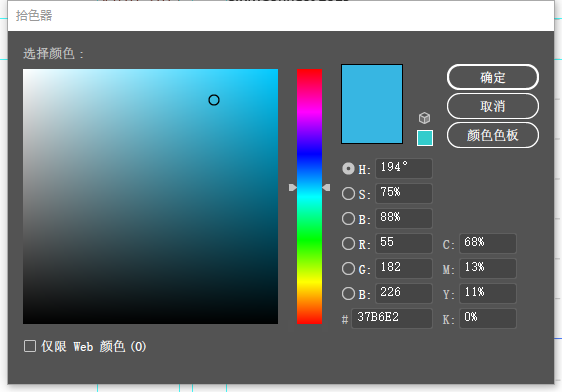 拾色器
选择颜色：
确定
取消
颜色色板
H: 194°
S: 75%
B: 88%
R: 55 C: 68%
G: 182 M: 13%
B: 226 Y: 11%
# 37B6E2 K: 0%
仅限 Web 颜色(O)